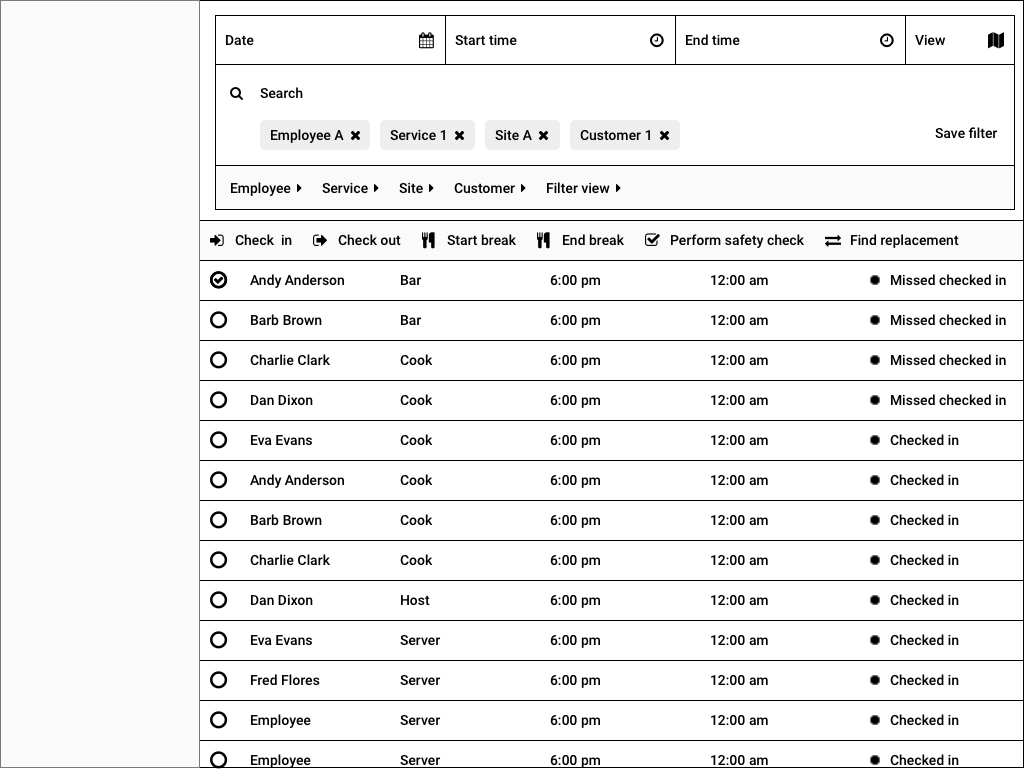 Date Start time End time View
Search
Employee A Service 1 Site A Customer 1 Save filter
Employee Service Site Customer Filter view
Check in Check out Start break End break Perform safety check Find replacement
Andy Anderson Bar 6:00 pm 12:00 am Missed checked in
Barb Brown Bar 6:00 pm 12:00 am Missed checked in
Charlie Clark Cook 6:00 pm 12:00 am Missed checked in
Dan Dixon Cook 6:00 pm 12:00 am Missed checked in
Eva Evans Cook 6:00 pm 12:00 am Checked in
Andy Anderson Cook 6:00 pm 12:00 am Checked in
Barb Brown Cook 6:00 pm 12:00 am Checked in
Charlie Clark Cook 6:00 pm 12:00 am Checked in
Dan Dixon Host 6:00 pm 12:00 am Checked in
Eva Evans Server 6:00 pm 12:00 am Checked in
Fred Flores Server 6:00 pm 12:00 am Checked in
Employee Server 6:00 pm 12:00 am Checked in
Employee Server 6:00 pm 12:00 am Checked in